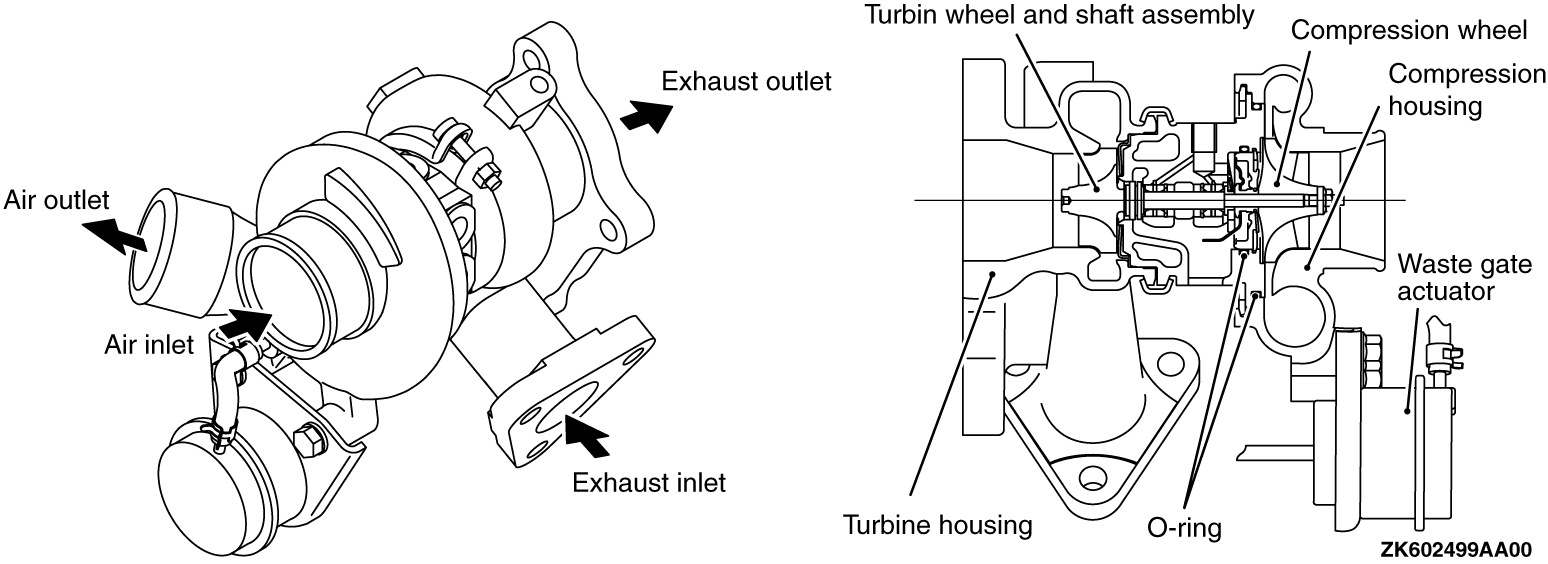 Exhaust outlet
Air outlet
Air inlet
Exhaust inlet
Turbin wheel and shaft assembly
Compression wheel
Compression
housing
Waste gate
actuator
Turbine housing
O-ring
ZK602499AA00